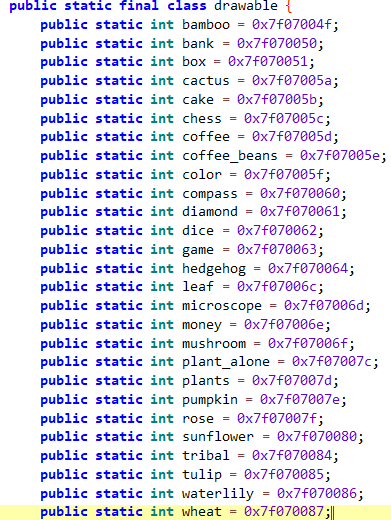 public static final class drawable {
public static int bamboo = 0x7f07004f;
public static int bank = 0x7f070050;
public static int box = 0x7f070051;
public static int cactus = 0x7f07005a;
public static int cake = 0x7f07005b;
public static int chess = 0x7f07005c;
public static int coffee = 0x7f07005d;
public static int coffee_beans = 0x7f07005e;
public static int color = 0x7f07005f;
public static int compass = 0x7f070060;
public static int diamond = 0x7f070061;
public static int dice = 0x7f070062;
public static int game = 0x7f070063;
public static int hedgehog = 0x7f070064;
public static int leaf = 0x7f07006c;
public static int microscope = 0x7f07006d;
public static int money = 0x7f07006e;
public static int mushroom = 0x7f07006f;
public static int plant_alone = 0x7f07007c;
public static int plants = 0x7f07007d;
public static int pumpkin = 0x7f07007e;
public static int rose = 0x7f07007f;
public static int sunflower = 0x7f070080;
public static int tribal = 0x7f070084;
public static int tulip = 0x7f070085;
public static int waterlily = 0x7f070086;
public static int wheat = 0x7f070087;